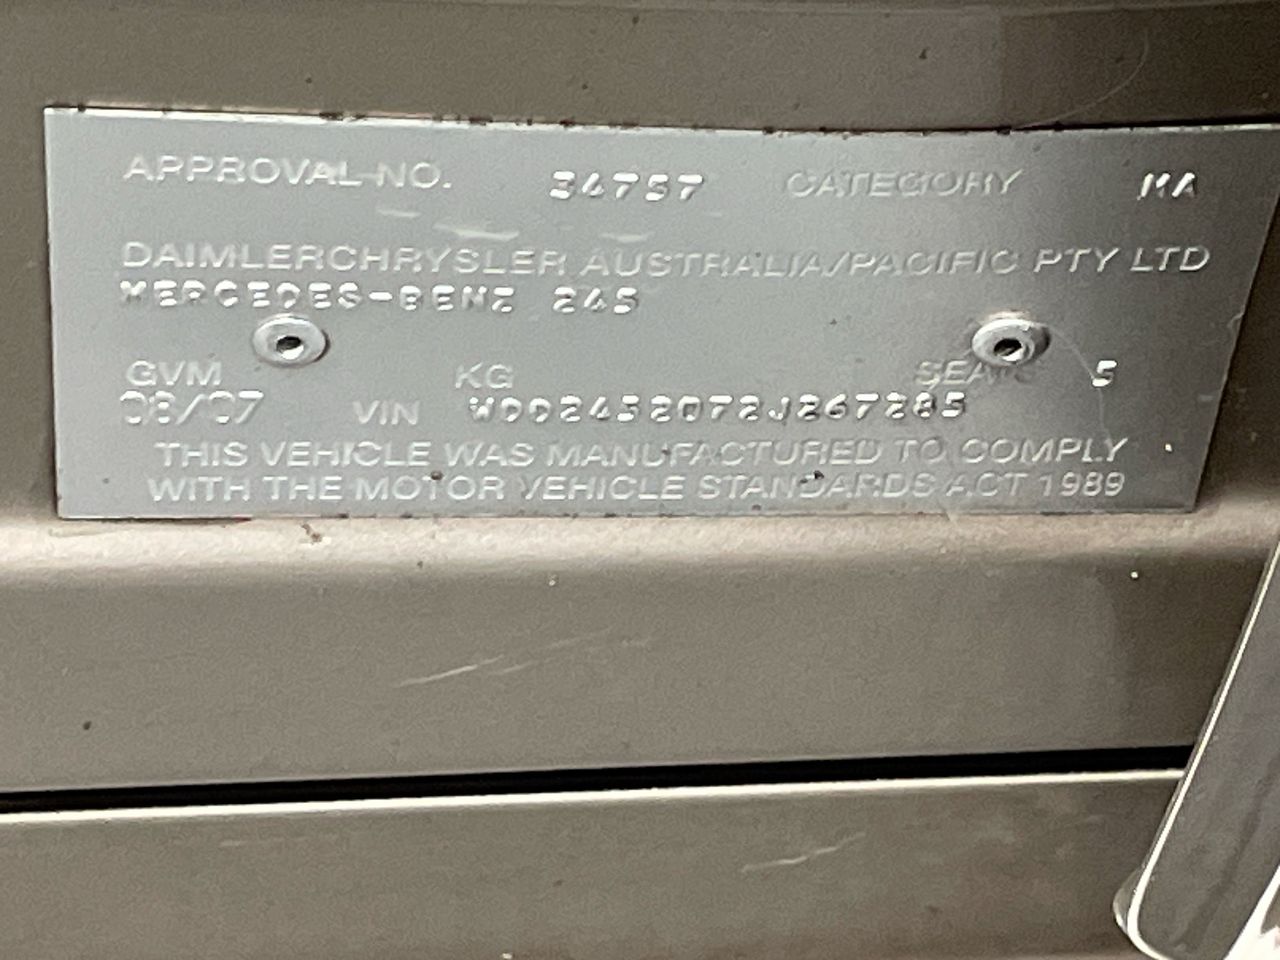 APPROVAL NO. 34757 CATEGORY MA
DAIMLERCHRYSLER AUSTRALIA/PACIFIC PTY LTD
MERCEDES-BENZ 245
GVM KG SEATS 5
08/07 VIN WDD2452072J267285
THIS VEHICLE WAS MANUFACTURED TO COMPLY
WITH THE MOTOR VEHICLE STANDARDS ACT 1989